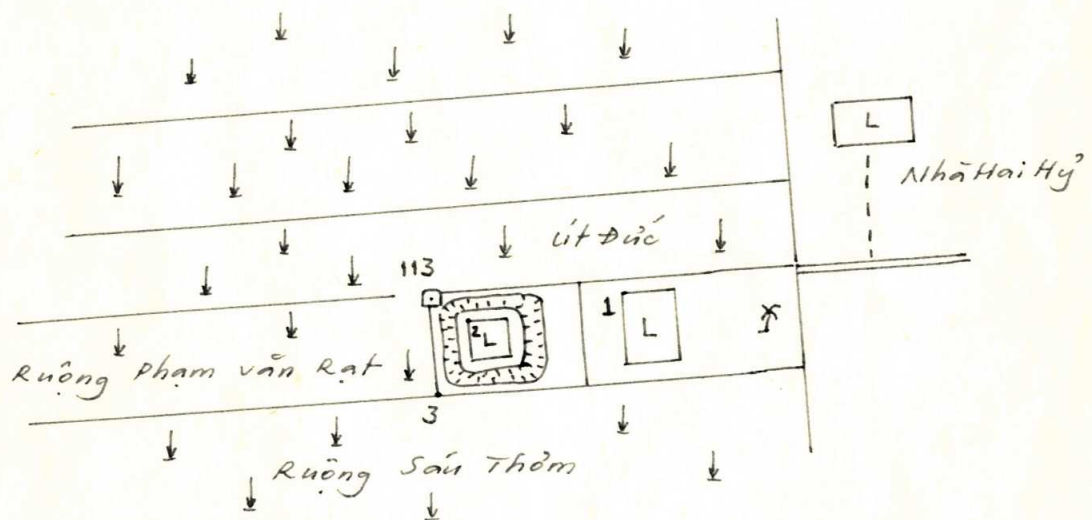 L
Nhà Hai Hỷ
Út Đức
113
1
2
L
L
Ruộng Phạm Văn Rạt
3
Ruộng Sáu Thơm